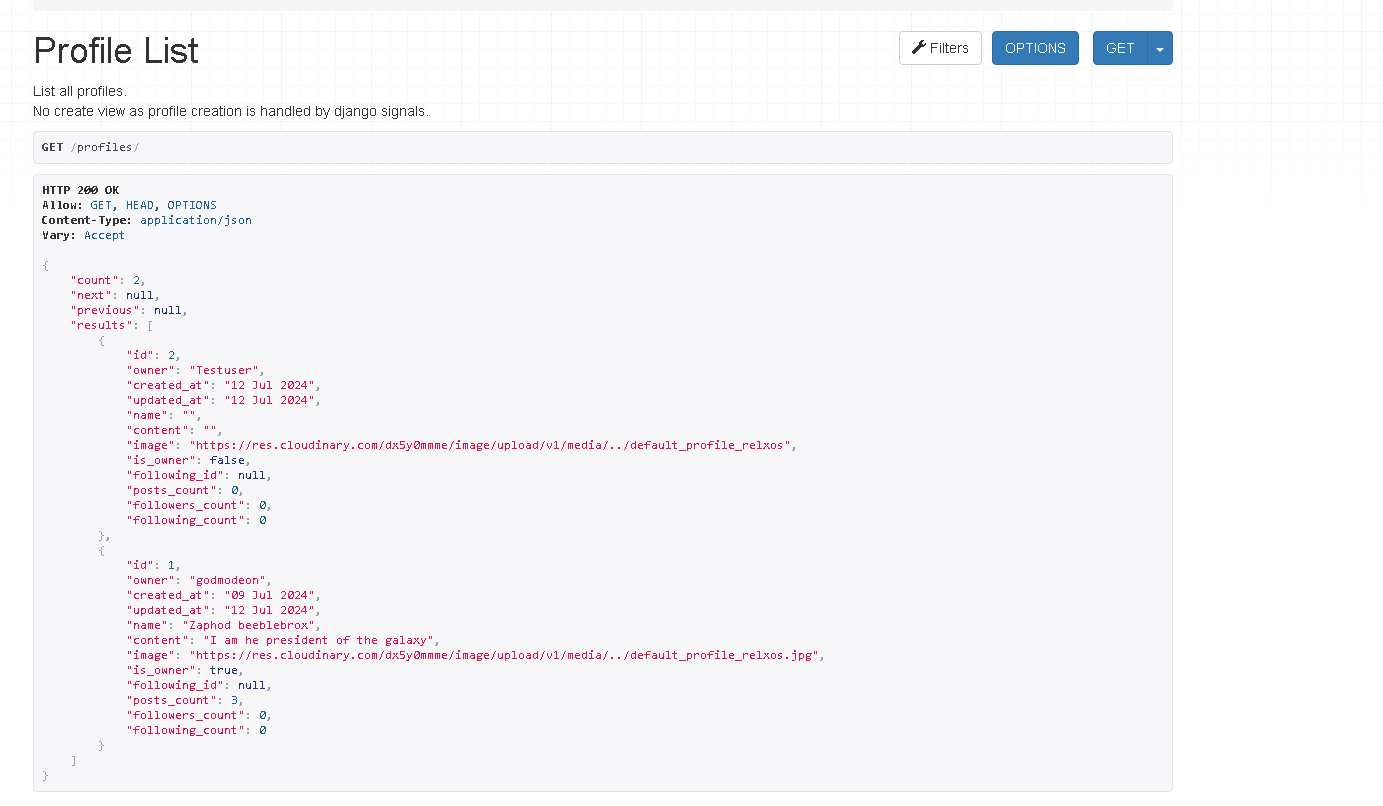 Profile List
Filters
OPTIONS
GET
List all profiles.
No create view as profile creation is handled by django signals.
GET /profiles/
HTTP 200 OK
Allow: GET, HEAD, OPTIONS
Content-Type: application/json
Vary: Accept
{
    "count": 2,
    "next": null,
    "previous": null,
    "results": [
        {
            "id": 2,
            "owner": "Testuser",
            "created_at": "12 Jul 2024",
            "updated_at": "12 Jul 2024",
            "name": "",
            "content": "",
            "image": "https://res.cloudinary.com/dx5y0mmme/image/upload/v1/media/../default_profile_relxos",
            "is_owner": false,
            "following_id": null,
            "posts_count": 0,
            "followers_count": 0,
            "following_count": 0
        },
        {
            "id": 1,
            "owner": "godmodeon",
            "created_at": "09 Jul 2024",
            "updated_at": "12 Jul 2024",
            "name": "Zaphod beeblebrox",
            "content": "I am he president of the galaxy",
            "image": "https://res.cloudinary.com/dx5y0mmme/image/upload/v1/media/../default_profile_relxos.jpg",
            "is_owner": true,
            "following_id": null,
            "posts_count": 3,
            "followers_count": 0,
            "following_count": 0
        }
    ]
}